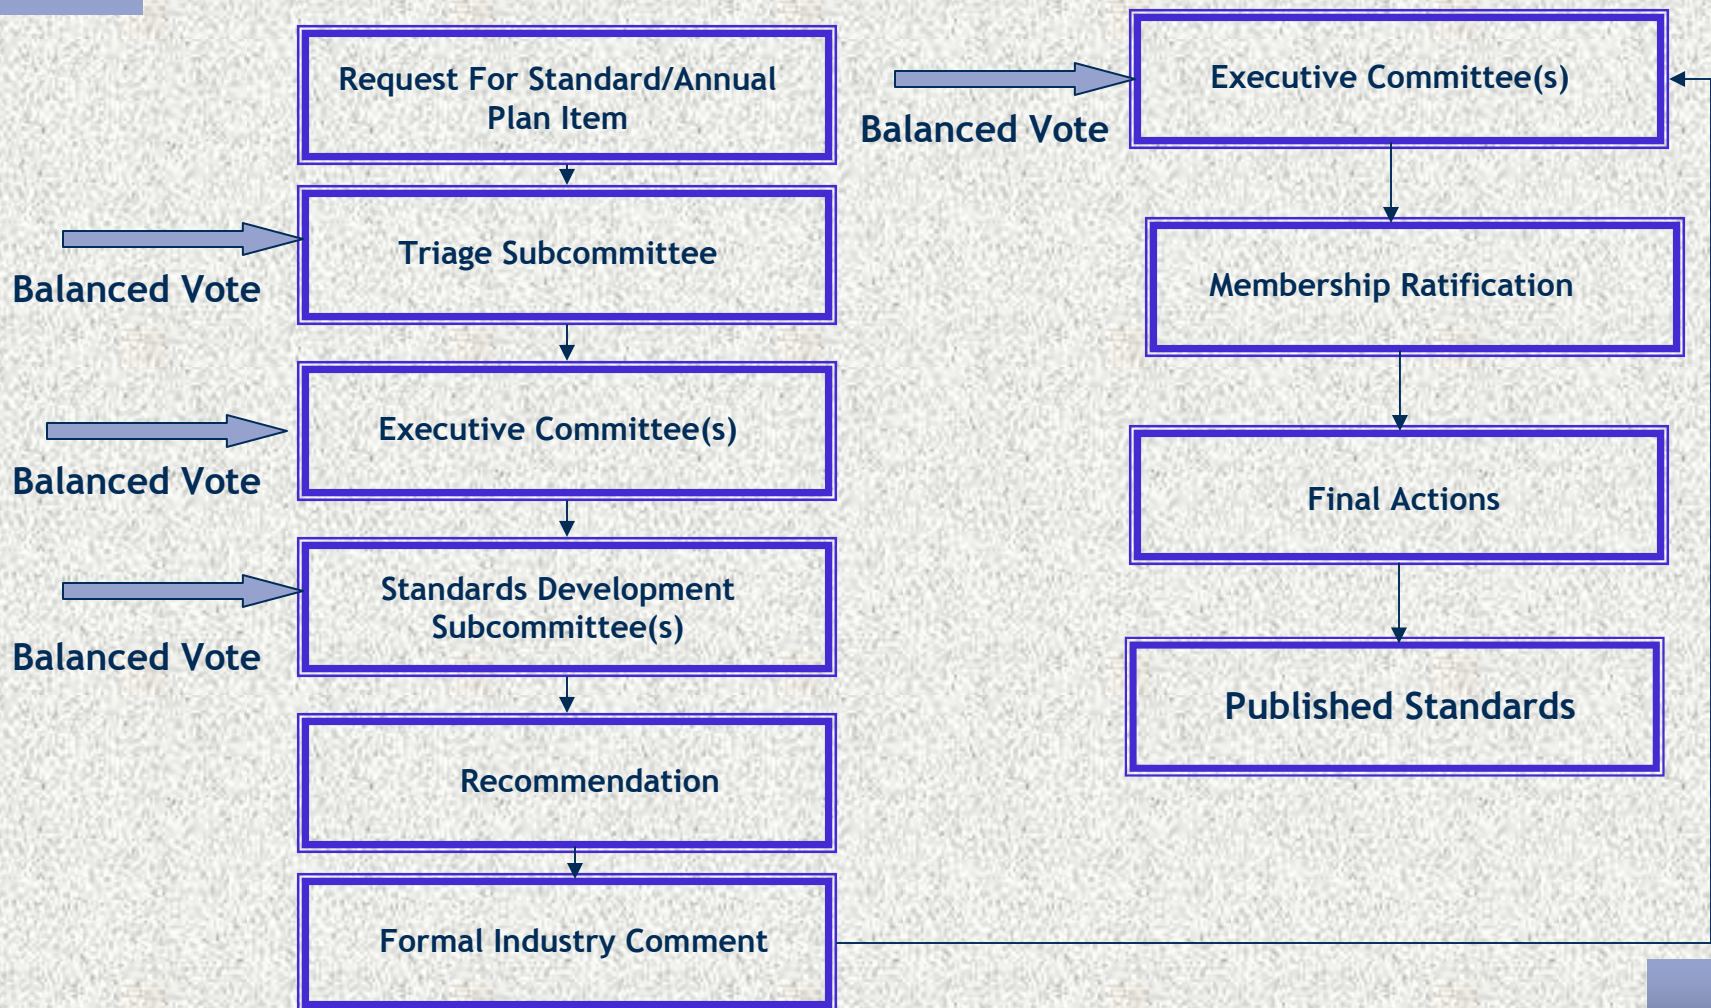 Request For Standard/Annual
Plan Item
Balanced Vote
Triage Subcommittee
Balanced Vote
Executive Committee(s)
Balanced Vote
Standards Development
Subcommittee(s)
Recommendation
Formal Industry Comment
Balanced Vote
Executive Committee(s)
Membership Ratification
Final Actions
Published Standards